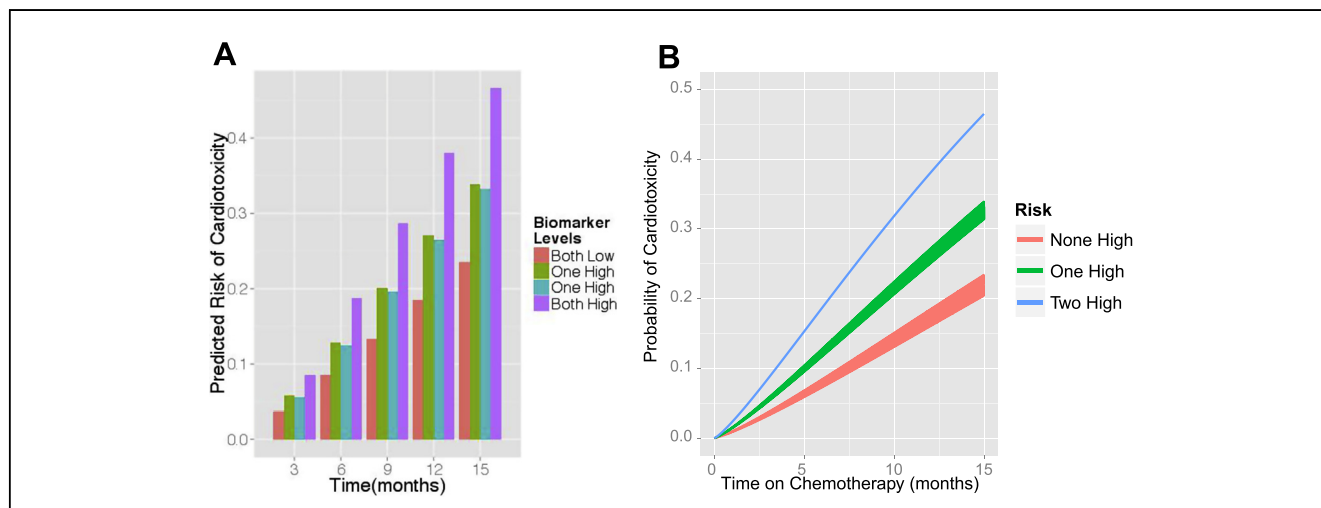 A
Predicted Risk of Cardiotoxicity
0.4
0.3
0.2
0.1
0.0
3 6 9 12 15
Time(months)
Biomarker
Levels
Both Low
One High
One High
Both High
B
Probability of Cardiotoxicity
0.5
0.4
0.3
0.2
0.1
0.0
0 5 10 15
Time on Chemotherapy (months)
Risk
None High
One High
Two High